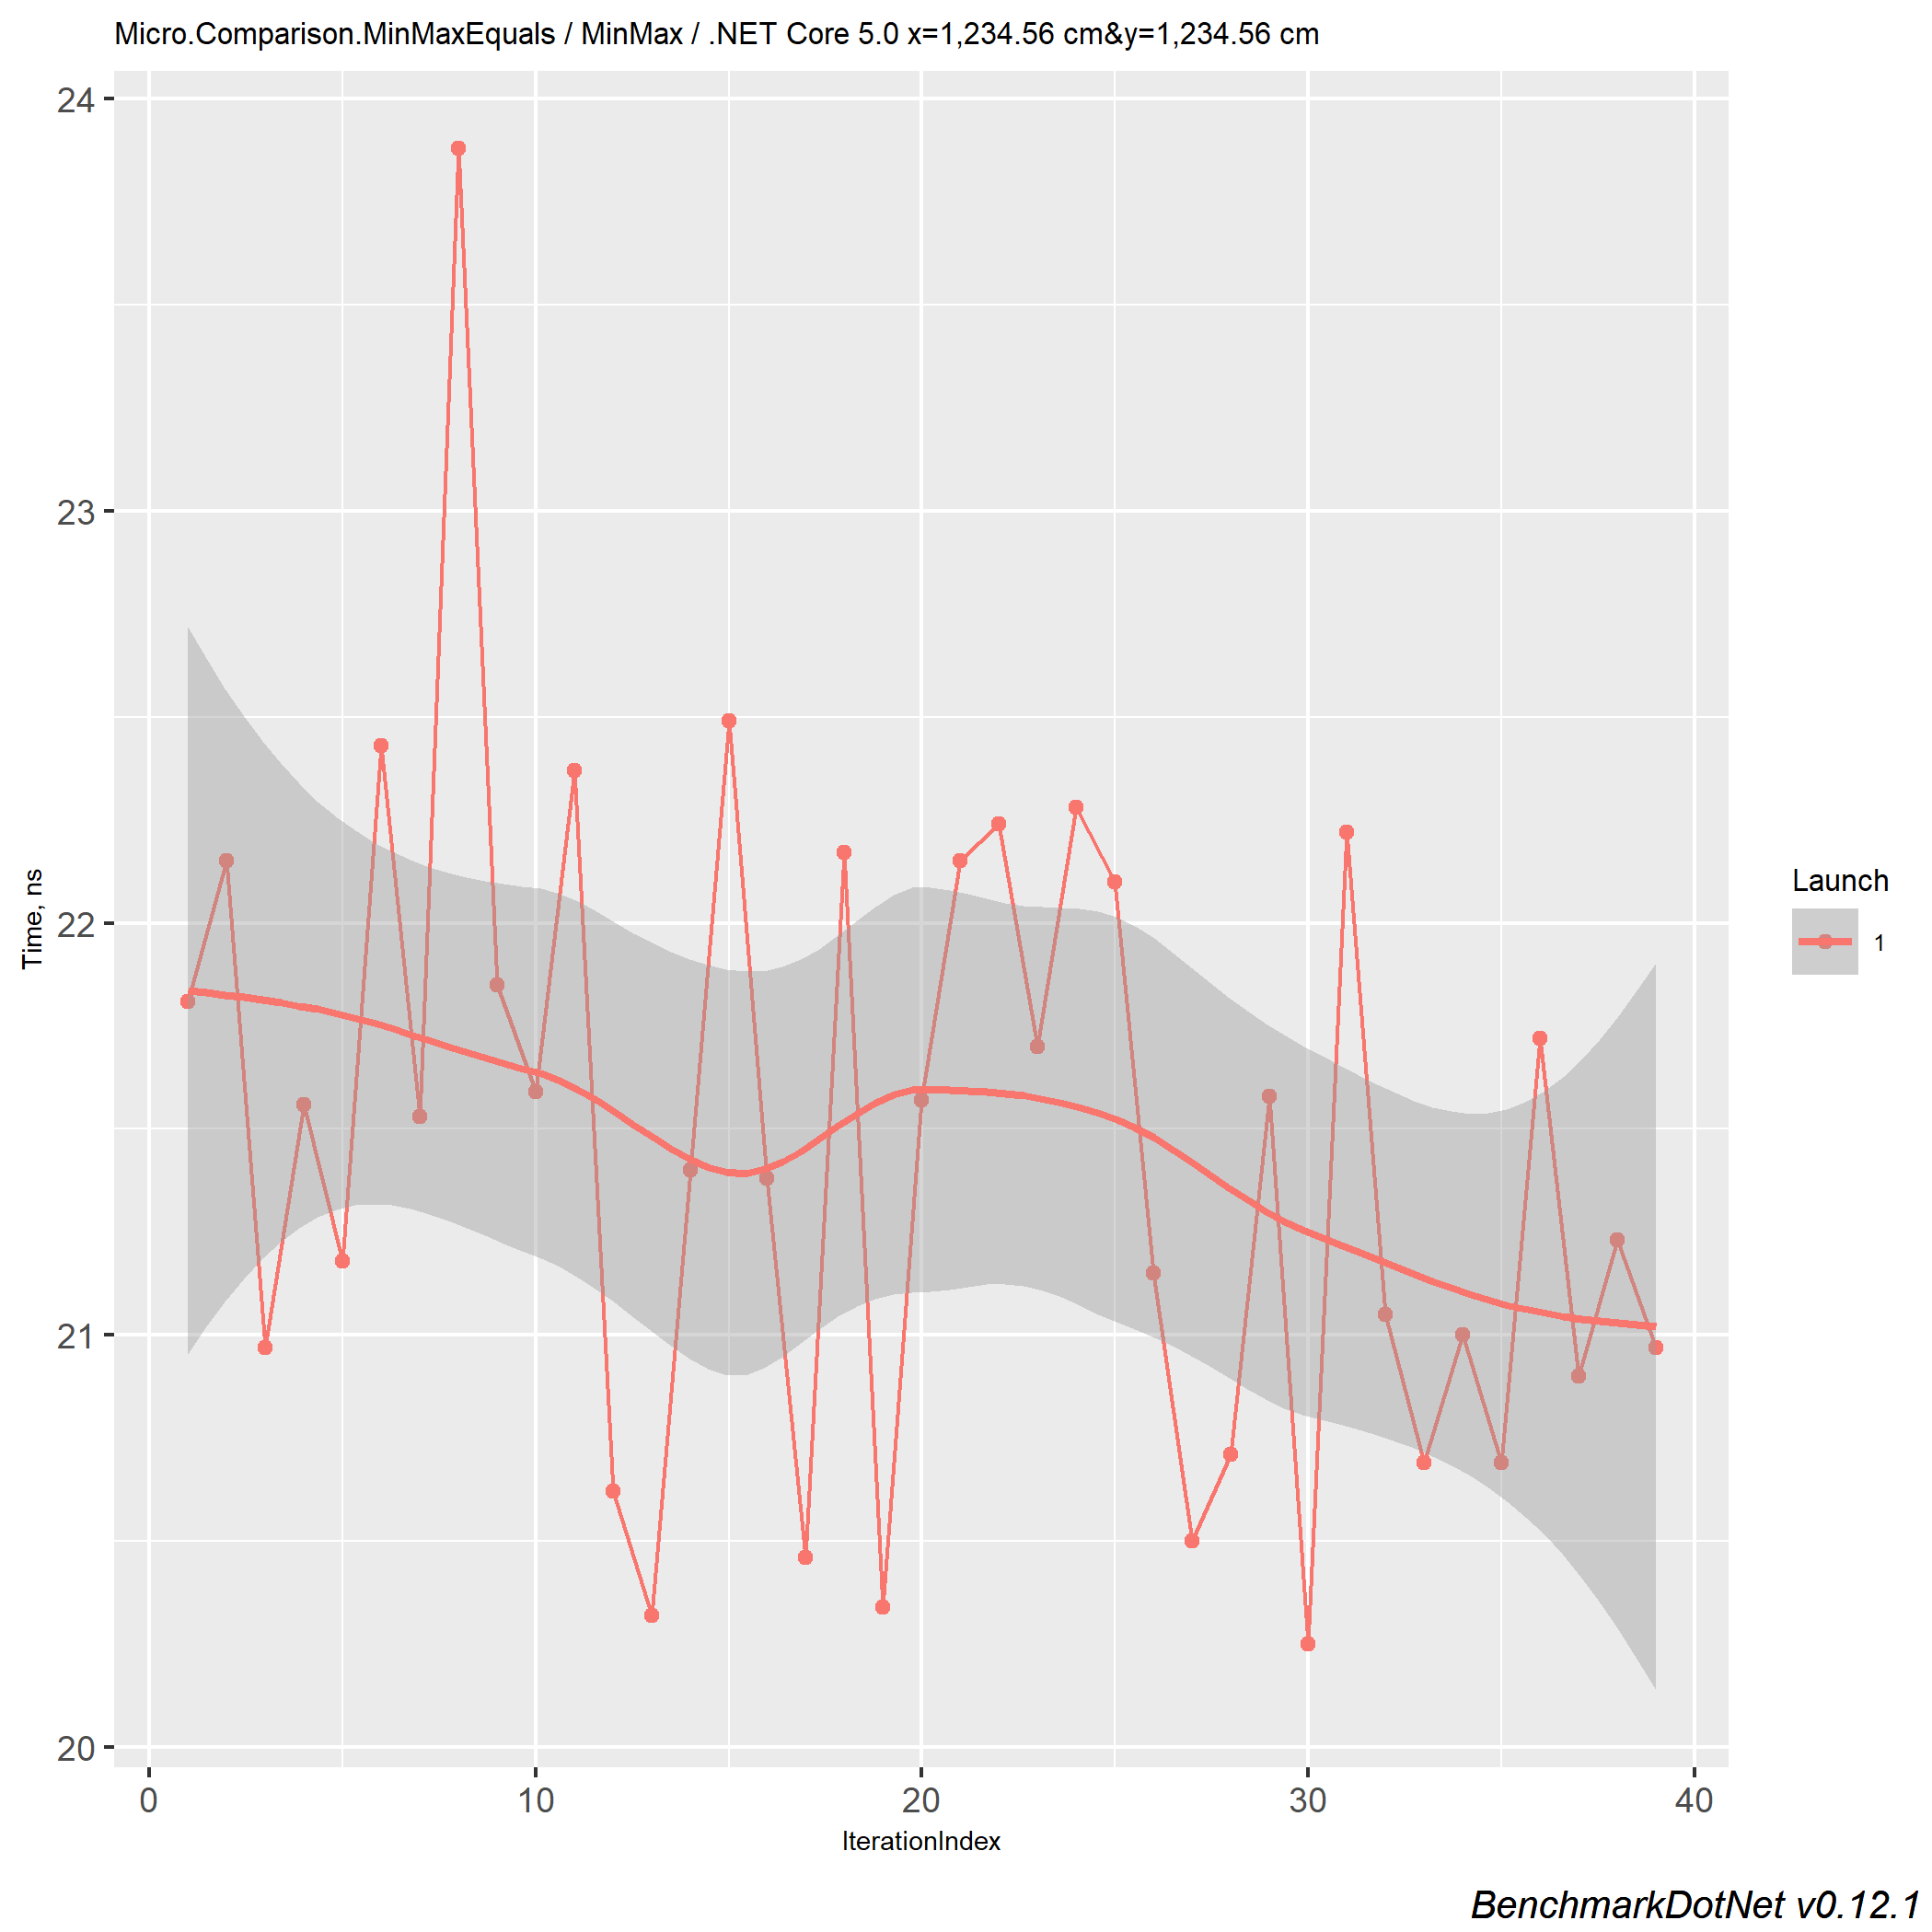 Micro.Comparison.MinMaxEquals / MinMax / .NET Core 5.0 x=1,234.56 cm&y=1,234.56 cm
24
23
22
21
20
Time, ns
0 10 20 30 40
IterationIndex
Launch
1
BenchmarkDotNet v0.12.1